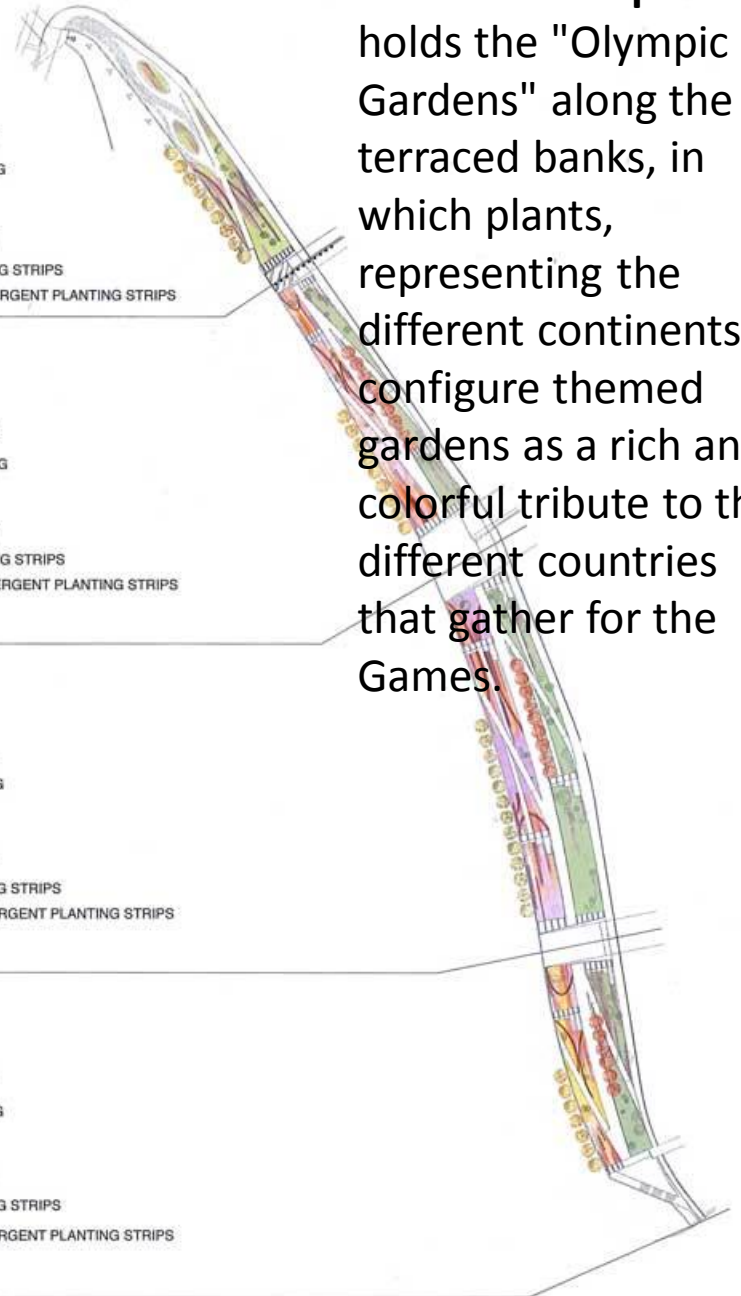 holds the "Olympic
Gardens" along the
terraced banks, in
which plants,
representing the
different continents
configure themed
gardens as a rich an
colorful tribute to th
different countries
that gather for the
Games.
G
G STRIPS
RGENT PLANTING STRIPS
G
G STRIPS
ERGENT PLANTING STRIPS
G
G STRIPS
RGENT PLANTING STRIPS
G
G STRIPS
RGENT PLANTING STRIPS